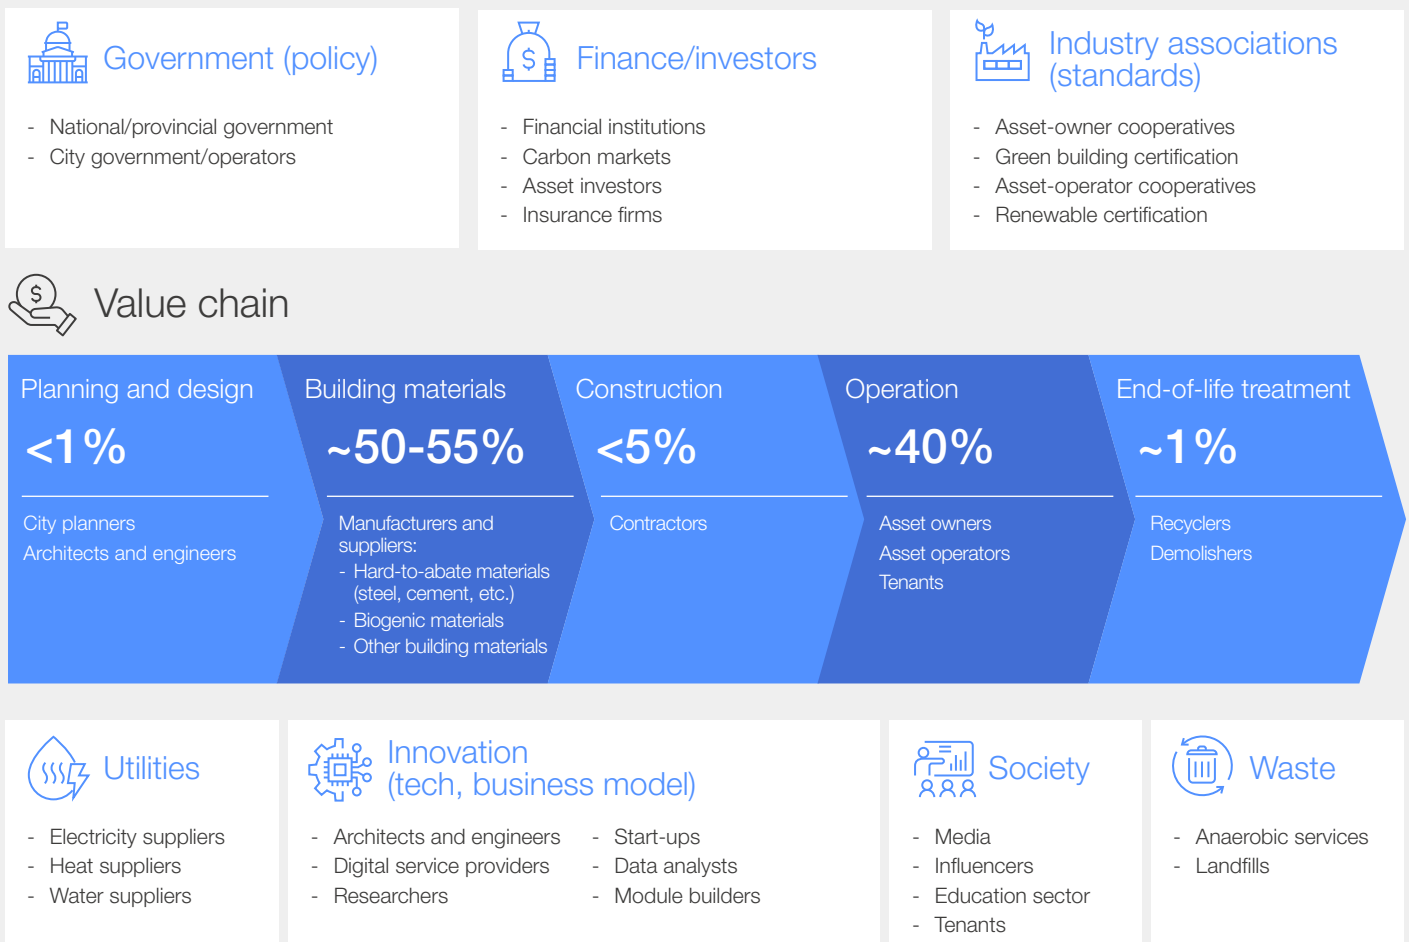 Government (policy)
- National/provincial government
- City government/operators
$
Finance/investors
- Financial institutions
- Carbon markets
- Asset investors
- Insurance firms
Industry associations
(standards)
- Asset-owner cooperatives
- Green building certification
- Asset-operator cooperatives
- Renewable certification
$
Value chain
Planning and design
<1%
City planners
Architects and engineers
Building materials
~50-55%
Manufacturers and
suppliers:
- Hard-to-abate materials
(steel, cement, etc.)
- Biogenic materials
- Other building materials
Construction
<5%
Contractors
Operation
~40%
Asset owners
Asset operators
Tenants
End-of-life treatment
~1%
Recyclers
Demolishers
Utilities
- Electricity suppliers
- Heat suppliers
- Water suppliers
Innovation
(tech, business model)
- Architects and engineers
- Digital service providers
- Researchers
- Start-ups
- Data analysts
- Module builders
Society
- Media
- Influencers
- Education sector
- Tenants
Waste
- Anaerobic services
- Landfills